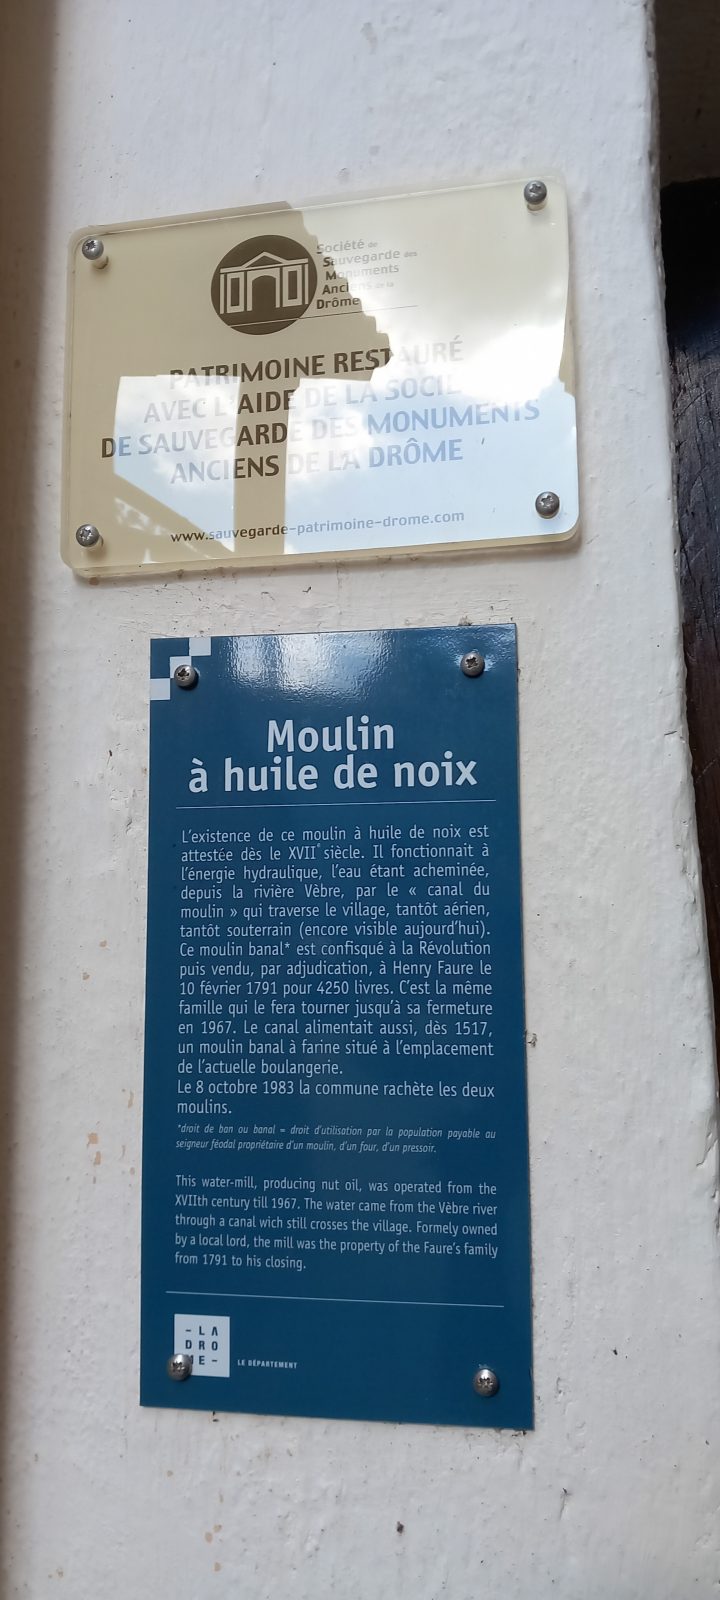 Société de
Sauvegarde des
Monuments
Anciens de la
Drôme
PATRIMOINE RESTAURÉ
AVEC L'AIDE DE LA SOCIÉ
DE SAUVEGARDE DES MONUMENTS
ANCIENS DE LA DRÔME
www.sauvegarde-patrimoine-drome.com
Moulin
à huile de noix
L'existence de ce moulin à huile de noix est
attestée dès le XVIIe siècle. Il fonctionnait à
l'énergie hydraulique, l'eau étant acheminée,
depuis la rivière Vèbre, par le « canal du
moulin » qui traverse le village, tantôt aérien,
tantôt souterrain (encore visible aujourd'hui).
Ce moulin banal* est confisqué à la Révolution
puis vendu, par adjudication, à Henry Faure le
10 février 1791 pour 4250 livres. C'est la même
famille qui le fera tourner jusqu'à sa fermeture
en 1967. Le canal alimentait aussi, dès 1517,
un moulin banal à farine situé à l'emplacement
de l'actuelle boulangerie.
Le 8 octobre 1983 la commune rachète les deux
moulins.
*droit de ban ou banal = droit d'utilisation par la population payable au
seigneur féodal propriétaire d'un moulin, d'un four, d'un pressoir.
This water-mill, producing nut oil, was operated from the
XVIIth century till 1967. The water came from the Vèbre river
through a canal wich still crosses the village. Formely owned
by a local lord, the mill was the property of the Faure's family
from 1791 to his closing.
- LA
DRO
ME -
LE DÉPARTEMENT